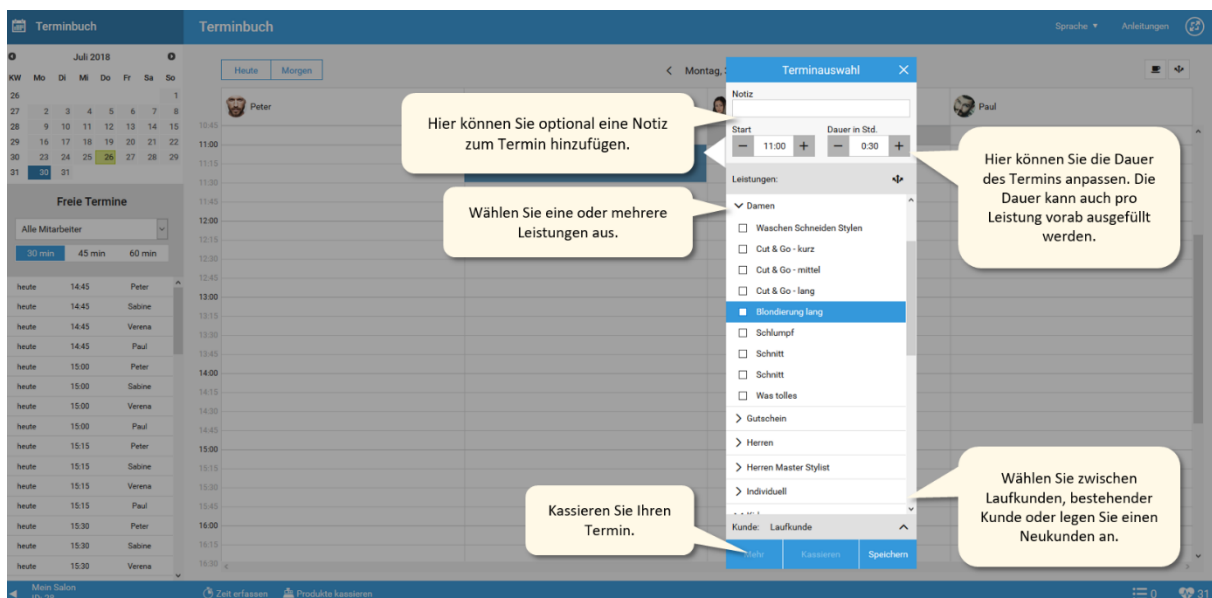 Terminbuch
Terminbuch
Sprache
Anleitungen
Juli 2018
KW Mo Di Mi Do Fr Sa So
26 1
27 2 3 4 5 6 7 8
28 9 10 11 12 13 14 15
29 16 17 18 19 20 21 22
30 23 24 25 26 27 28 29
31 30 31
Freie Termine
Alle Mitarbeiter
30 min 45 min 60 min
heute 14:45 Peter
heute 14:45 Sabine
heute 14:45 Verena
heute 14:45 Paul
heute 15:00 Peter
heute 15:00 Sabine
heute 15:00 Verena
heute 15:00 Paul
heute 15:15 Peter
heute 15:15 Sabine
heute 15:15 Verena
heute 15:15 Paul
heute 15:30 Peter
heute 15:30 Sabine
heute 15:30 Verena
Mein Salon
Heute Morgen
Montag,
Peter
Paul
10:45
11:00
11:15
11:30
11:45
12:00
12:15
12:30
12:45
13:00
13:15
13:30
13:45
14:00
14:15
14:30
14:45
15:00
15:15
15:30
15:45
16:00
16:15
16:30
Hier können Sie optional eine Notiz
zum Termin hinzufügen.
Wählen Sie eine oder mehrere
Leistungen aus.
Kassieren Sie Ihren
Termin.
Terminauswahl
Notiz
Start Dauer in Std.
11:00 0:30
Leistungen:
Damen
Waschen Schneiden Stylen
Cut & Go - kurz
Cut & Go - mittel
Cut & Go - lang
Blondierung lang
Schlumpf
Schnitt
Schnitt
Was tolles
Gutschein
Herren
Herren Master Stylist
Individuell
Kunde: Laufkunde
Mehr Kassieren Speichern
Hier können Sie die Dauer
des Termins anpassen. Die
Dauer kann auch pro
Leistung vorab ausgefüllt
werden.
Wählen Sie zwischen
Laufkunden, bestehender
Kunde oder legen Sie einen
Neukunden an.
Zeit erfassen Produkte kassieren
0 31